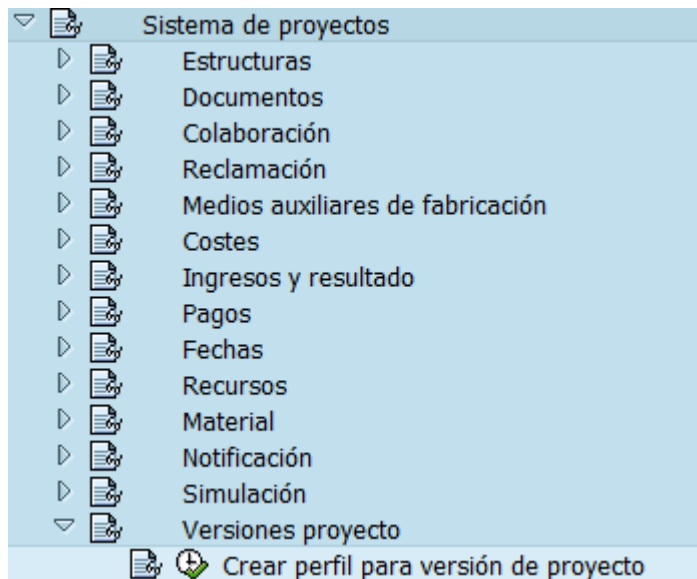 Sistema de proyectos
Estructuras
Documentos
Colaboración
Reclamación
Medios auxiliares de fabricación
Costes
Ingresos y resultado
Pagos
Fechas
Recursos
Material
Notificación
Simulación
Versiones proyecto
Crear perfil para versión de proyecto